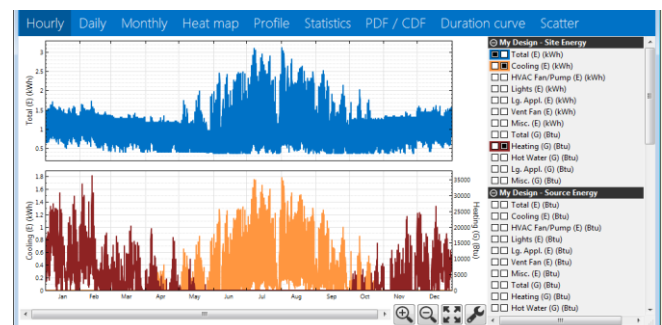 Hourly Daily Monthly Heat map Profile Statistics PDF / CDF Duration curve Scatter
My Design - Site Energy
Total (E) (kWh)
Cooling (E) (kWh)
HVAC Fan/Pump (E) (kWh)
Lights (E) (kWh)
Lg. Appl. (E) (kWh)
Vent Fan (E) (kWh)
Misc. (E) (kWh)
Total (G) (Btu)
Heating (G) (Btu)
Hot Water (G) (Btu)
Lg. Appl. (G) (Btu)
Misc. (G) (Btu)
My Design - Source Energy
Total (E) (Btu)
Cooling (E) (Btu)
HVAC Fan/Pump (E) (Btu)
Lights (E) (Btu)
Lg. Appl. (E) (Btu)
Vent Fan (E) (Btu)
Misc. (E) (Btu)
Total (G) (Btu)
Heating (G) (Btu)
Hot Water (G) (Btu)
Total (E) (kWh)
3
2.5
2
1.5
1
0.5
Cooling (E) (kWh)
1.8
1.6
1.4
1.2
1
0.8
0.6
0.4
0.2
0
35000
30000
25000
20000
15000
10000
5000
0
Heating (G) (Btu)
Jan Feb Mar Apr May Jun Jul Aug Sep Oct Nov Dec